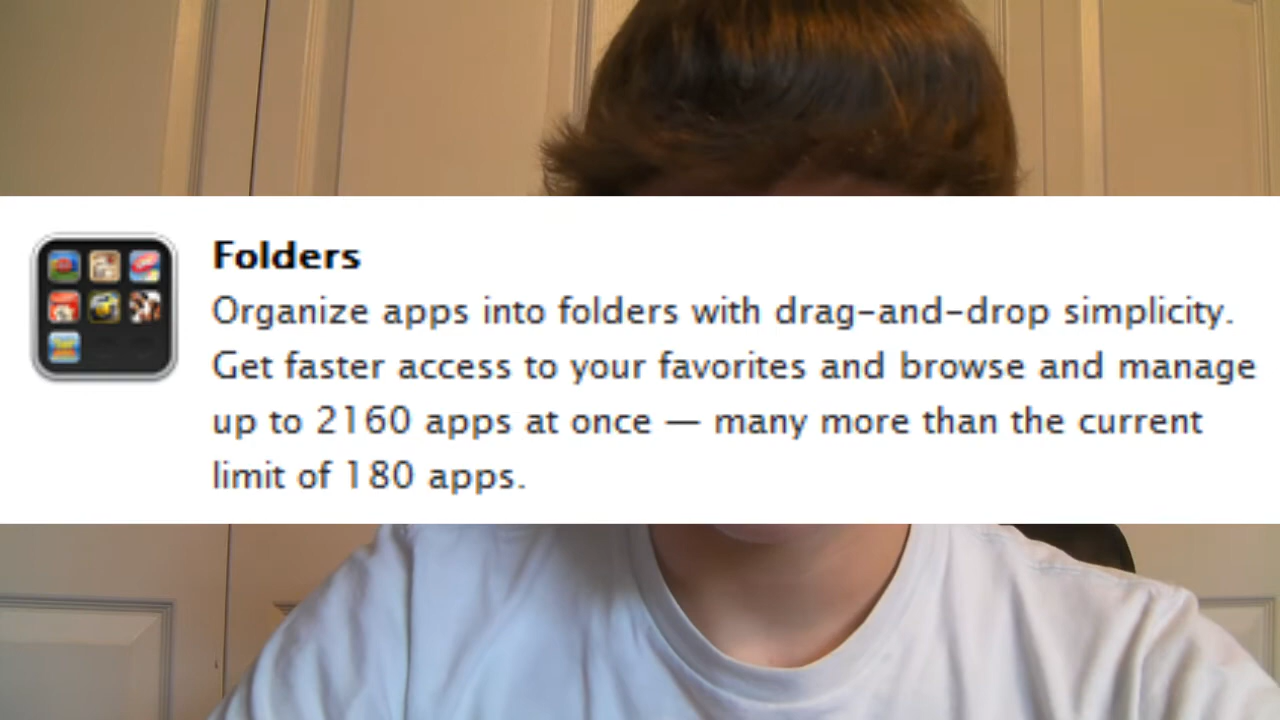 Folders
Organize apps into folders with drag-and-drop simplicity.
Get faster access to your favorites and browse and manage
up to 2160 apps at once — many more than the current
limit of 180 apps.